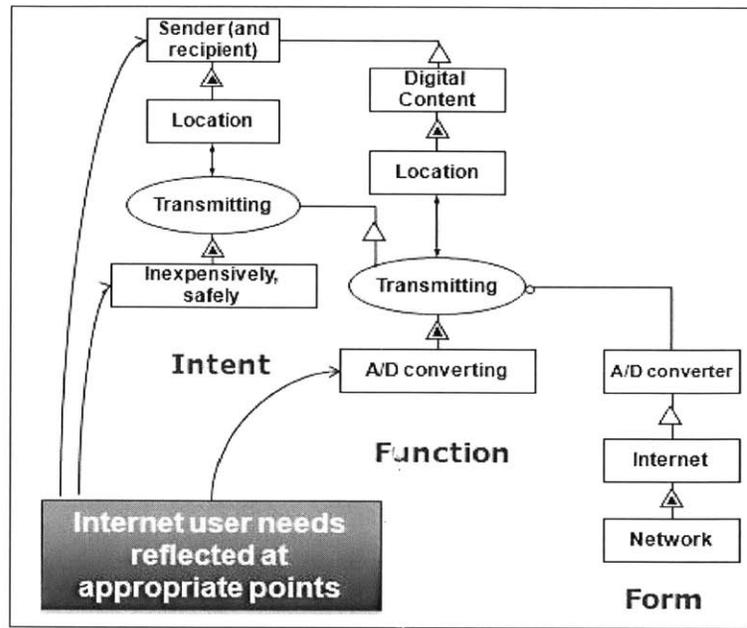 Sender (and
recipient)
Digital
Content
Location
Location
Transmitting
Transmitting
Inexpensively,
safely
Intent
A/D converting
A/D converter
Function
Internet
Internet user needs
reflected at
appropriate points
Network
Form